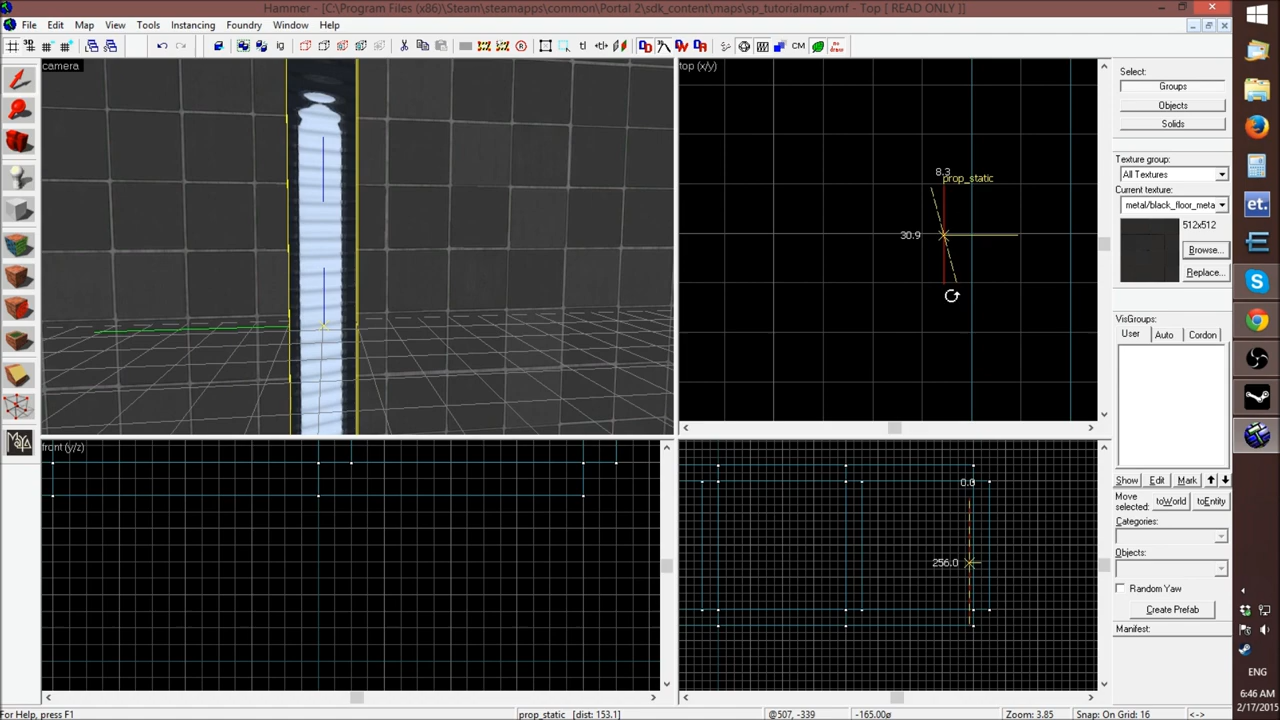 Hammer - [C:\Program Files (x86)\Steam\steamapps\common\Portal 2\sdk_content\maps\sp_tutorialmap.vmf - Top [ READ ONLY ]]
File Edit Map View Tools Instancing Foundry Window Help
CM
camera
top (x/y)
8.3
prop_static
30.9
front (y/z)
0.0
256.0
Select:
Groups
Objects
Solids
Texture group:
All Textures
Current texture:
metal/black_floor_meta
512x512
Browse...
Replace...
VisGroups:
User Auto Cordon
Show Edit Mark
Move
selected:
toWorld toEntity
Categories:
Objects:
Random Yaw
Create Prefab
Manifest:
et.
ENG
6:46 AM
2/17/2015
For Help, press F1
prop_static [dist: 153.1]
@507, -339
-165.00ø
Zoom: 3.85
Snap: On Grid: 16
<->